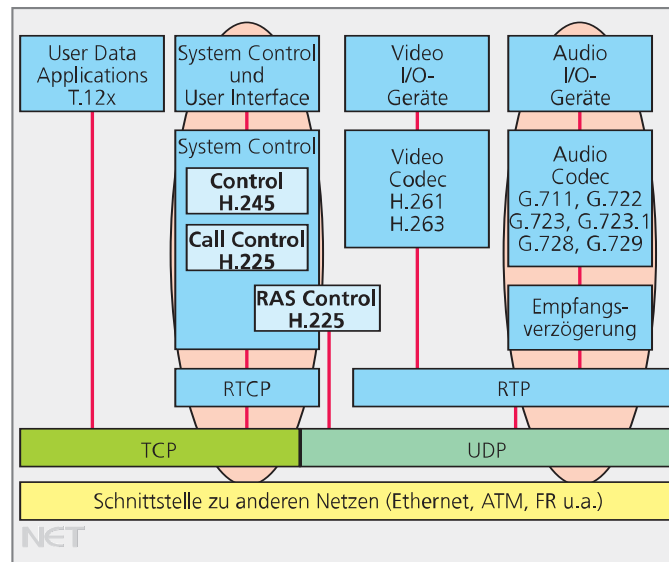 User Data
Applications
T.12x
System Control
und
User Interface
Video
I/O-
Geräte
Audio
I/O-
Geräte
System Control
Control
H.245
Call Control
H.225
RAS Control
H.225
Video
Codec
H.261
H.263
Audio
Codec
G.711, G.722
G.723, G.723.1
G.728, G.729
Empfangs-
verzögerung
RTCP
RTP
TCP
UDP
Schnittstelle zu anderen Netzen (Ethernet, ATM, FR u.a.)
NET